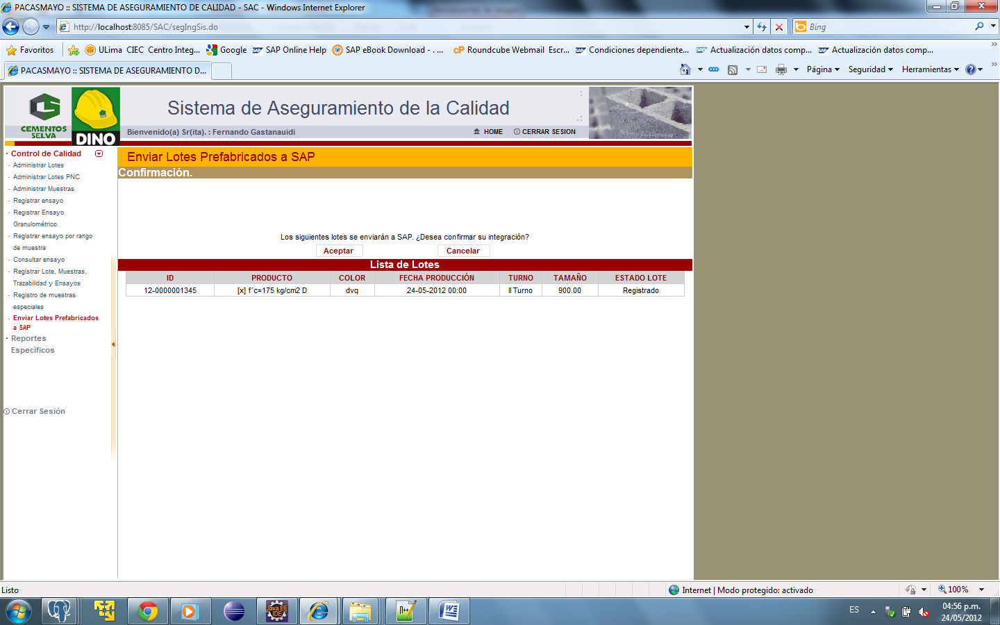 PACASMAYO :: SISTEMA DE ASEGURAMIENTO DE CALIDAD - SAC - Windows Internet Explorer
http://localhost:8085/SAC/segIngSis.do
Bing
Favoritos
ULima CIEC Centro Integ...
Google
SAP Online Help
SAP eBook Download - . ...
Roundcube Webmail Escr...
Condiciones dependiente...
Actualización datos comp...
Actualización datos comp...
PACASMAYO :: SISTEMA DE ASEGURAMIENTO D...
Página
Seguridad
Herramientas
CEMENTOS
SELVA
DINO
Sistema de Aseguramiento de la Calidad
Bienvenido(a) Sr(ita). : Fernando Gastanauidi
HOME
CERRAR SESION
Control de Calidad
Administrar Lotes
Administrar Lotes PNC
Administrar Muestras
Registrar ensayo
Registrar Ensayo
Granulométrico
Registrar ensayo por rango
de muestra
Consultar ensayo
Registrar Lote, Muestras,
Trazabilidad y Ensayos
Registro de muestras
especiales
Enviar Lotes Prefabricados
a SAP
Reportes
Específicos
Cerrar Sesión
Enviar Lotes Prefabricados a SAP
Confirmación.
Los siguientes lotes se enviarán a SAP. ¿Desea confirmar su integración?
Aceptar Cancelar
Lista de Lotes
ID PRODUCTO COLOR FECHA PRODUCCIÓN TURNO TAMAÑO ESTADO LOTE
12-0000001345 [x] f´c=175 kg/cm2 D dvq 24-05-2012 00:00 II Turno 900.00 Registrado
Listo
Internet | Modo protegido: activado
100%
Java EE
IDE
ES
04:56 p.m.
24/05/2012